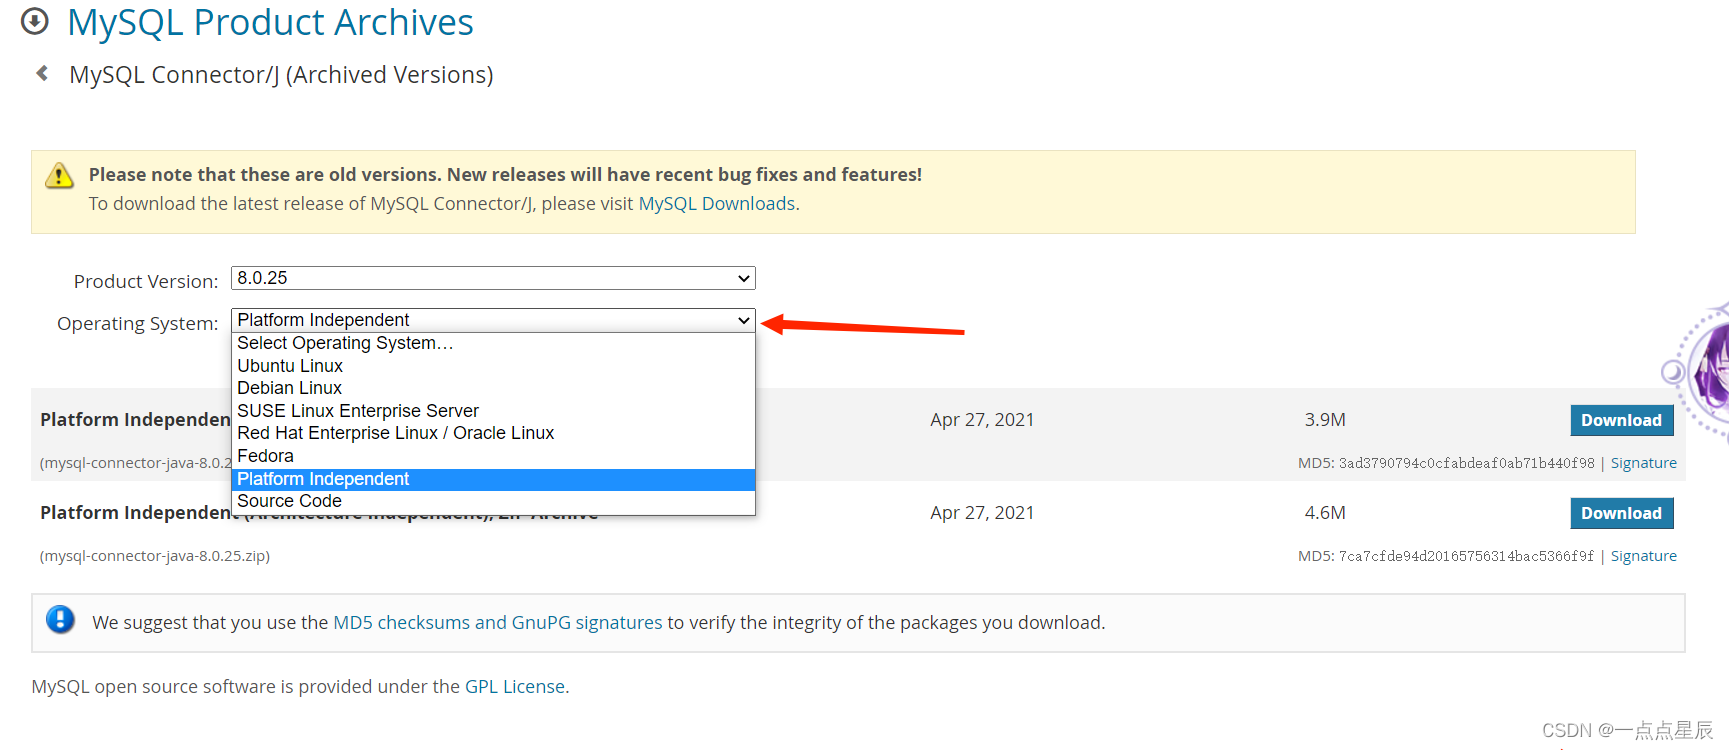 MySQL Product Archives
MySQL Connector/J (Archived Versions)
Please note that these are old versions. New releases will have recent bug fixes and features!
To download the latest release of MySQL Connector/J, please visit MySQL Downloads.
Product Version: 8.0.25
Operating System: Platform Independent
Select Operating System…
Ubuntu Linux
Debian Linux
SUSE Linux Enterprise Server
Red Hat Enterprise Linux / Oracle Linux
Fedora
Platform Independent
Source Code
Platform Independen Apr 27, 2021 3.9M Download
(mysql-connector-java-8.0.2 MD5: 3ad3790794c0cfabdeaf0ab71b440f98 | Signature
Platform Independent (Architecture Independent), ZIP Archive Apr 27, 2021 4.6M Download
(mysql-connector-java-8.0.25.zip) MD5: 7ca7cfde94d20165756314bac5366f9f | Signature
We suggest that you use the MD5 checksums and GnuPG signatures to verify the integrity of the packages you download.
MySQL open source software is provided under the GPL License.
CSDN @一点点星辰